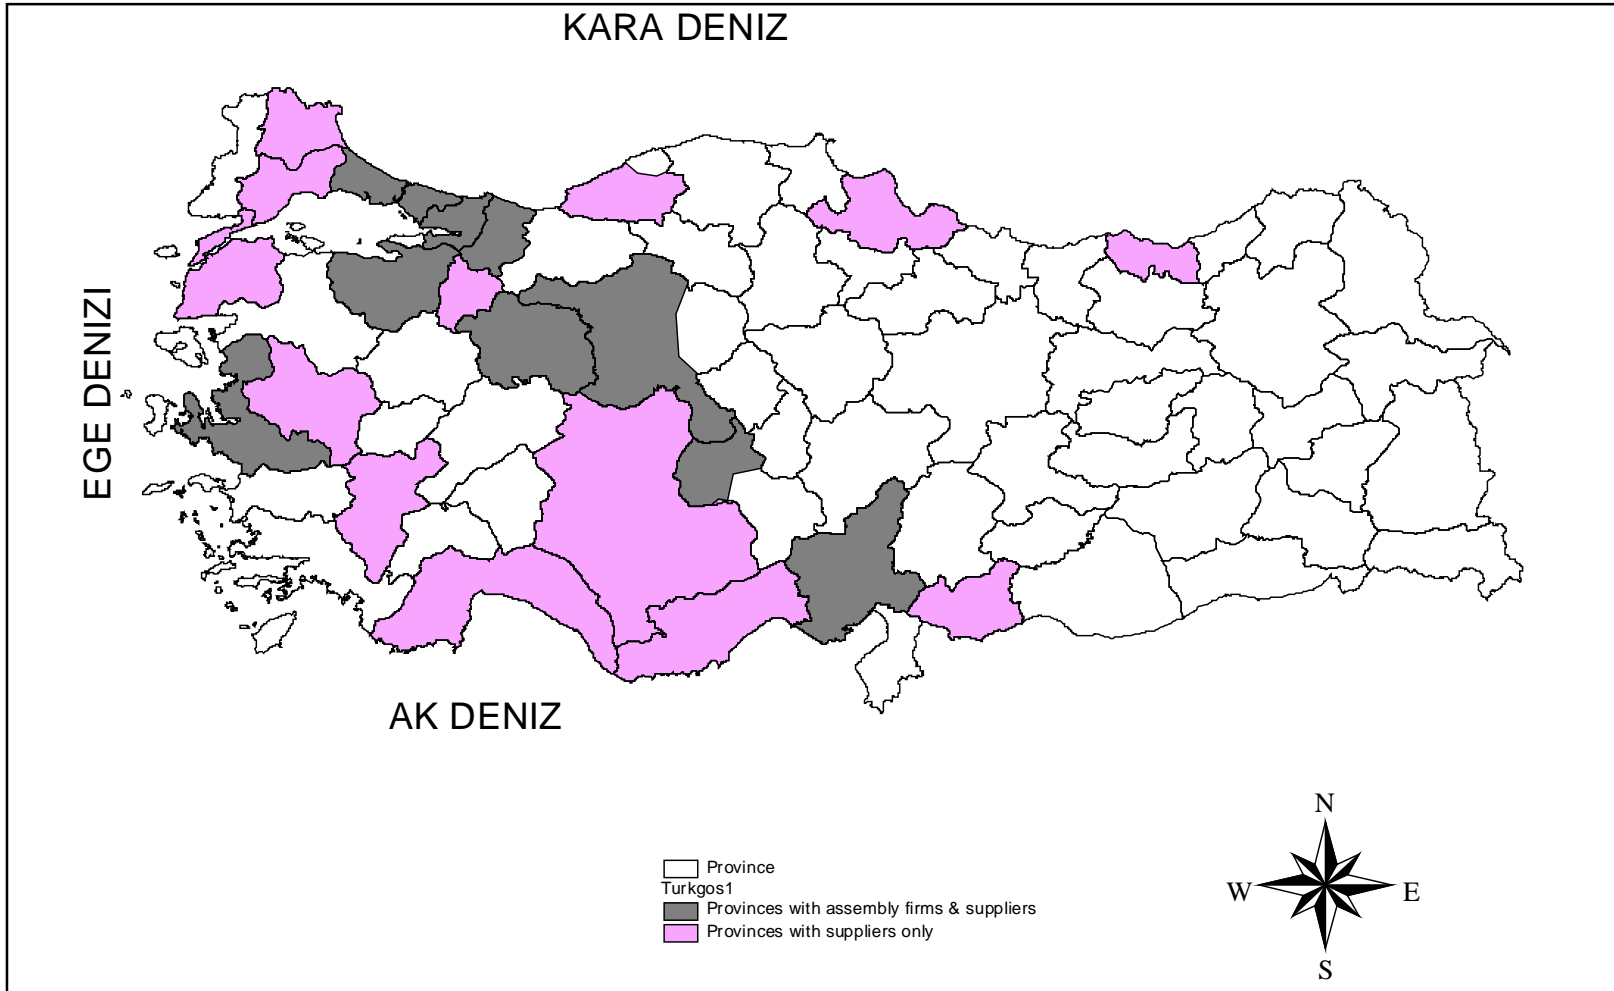 KARA DENIZ
EGE DENIZI
AK DENIZ
N
W
E
S
Province
Turkgos1
Provinces with assembly firms & suppliers
Provinces with suppliers only